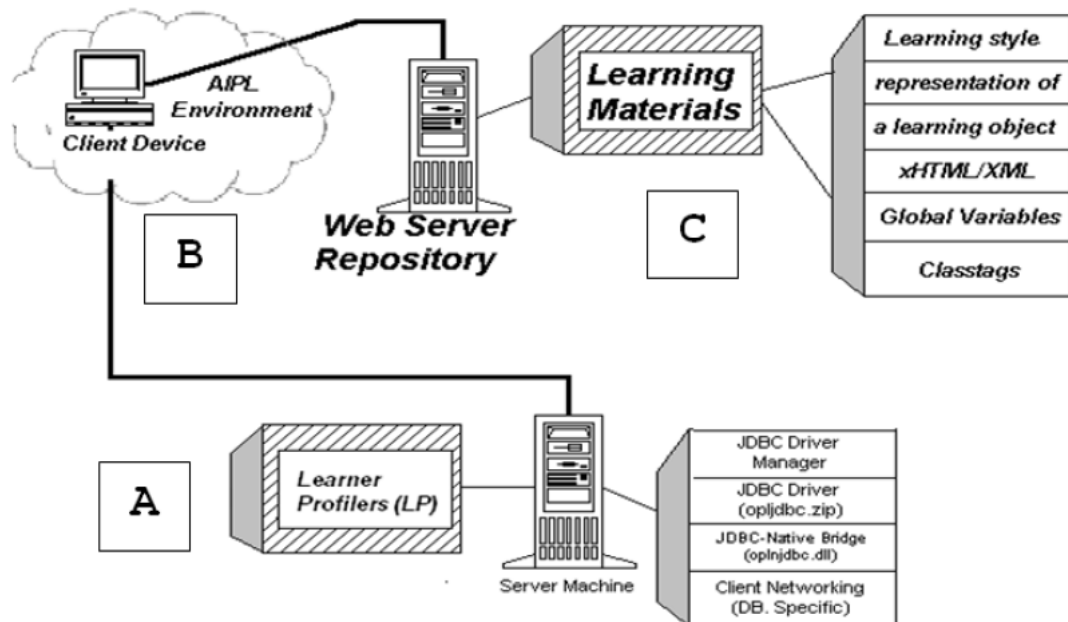 AIPL
Environment
Client Device
B
Web Server
Repository
Learning
Materials
C
Learning style
representation of
a learning object
xHTML/XML
Global Variables
Classtags
A
Learner
Profilers (LP)
Server Machine
JDBC Driver
Manager
JDBC Driver
(opljdbc.zip)
JDBC-Native Bridge
(oplnjdbc.dll)
Client Networking
(DB. Specific)